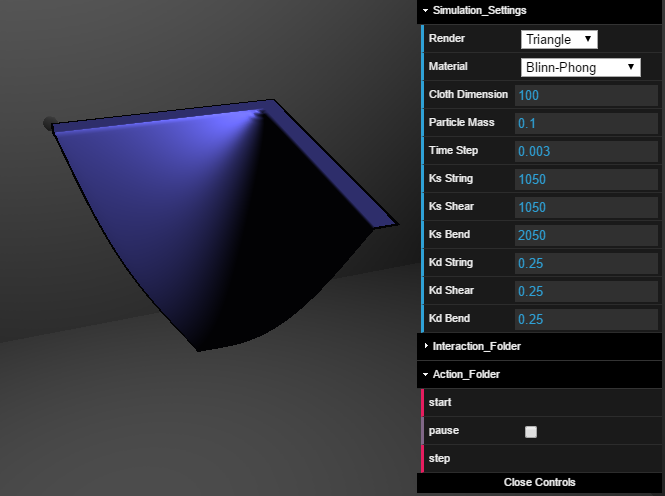 Simulation_Settings
Render Triangle
Material Blinn-Phong
Cloth Dimension 100
Particle Mass 0.1
Time Step 0.003
Ks String 1050
Ks Shear 1050
Ks Bend 2050
Kd String 0.25
Kd Shear 0.25
Kd Bend 0.25
Interaction_Folder
Action_Folder
start
pause
step
Close Controls